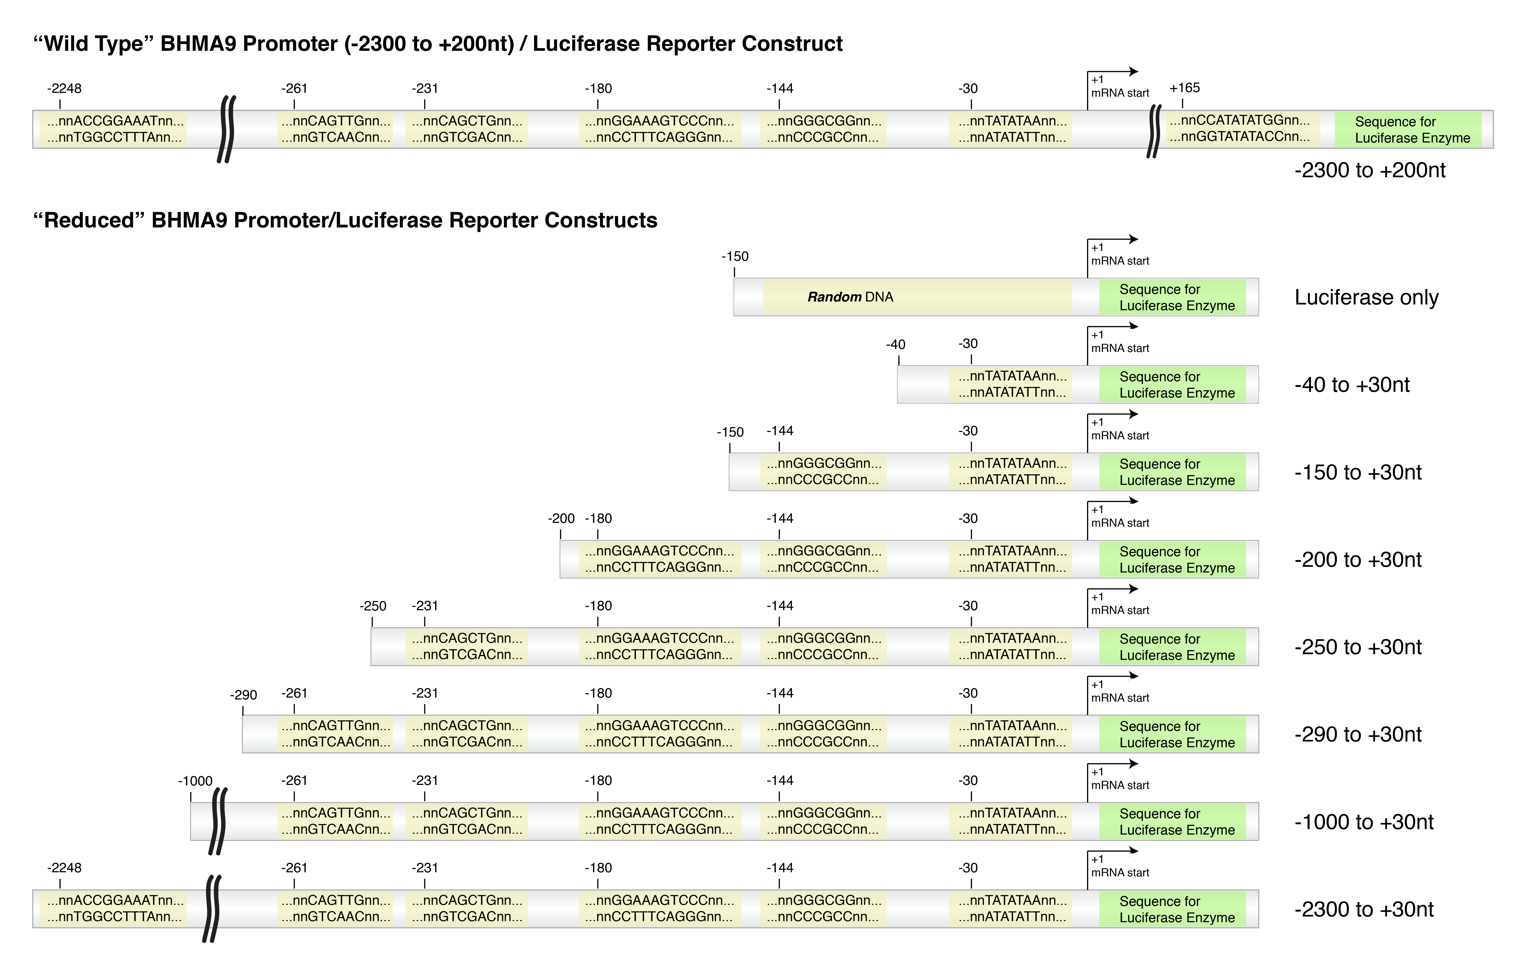 “Wild Type” BHMA9 Promoter (-2300 to +200nt) / Luciferase Reporter Construct
-2248 -261 -231 -180 -144 -30 +1 mRNA start +165
...nnACCGGAAATnn... ...nnCAGTTGnn... ...nnCAGCTGnn... ...nnGGAAAGTCCCnn... ...nnGGGCGGnn... ...nnTATATAAnn... ...nnCCATATATGGnn... Sequence for
...nnTGGCCTTTAnn... ...nnGTCAACnn... ...nnGTCGACnn... ...nnCCTTTCAGGGnn... ...nnCCCGCCnn... ...nnATATATTnn... ...nnGGTATATACCnn... Luciferase Enzyme
-2300 to +200nt
“Reduced” BHMA9 Promoter/Luciferase Reporter Constructs
+1
-150 mRNA start
Sequence for
Random DNA Luciferase only
Luciferase Enzyme
+1
-40 -30 mRNA start
...nnTATATAAnn... Sequence for
-40 to +30nt
...nnATATATTnn... Luciferase Enzyme
+1
-150 -144 -30 mRNA start
...nnGGGCGGnn... ...nnTATATAAnn... Sequence for
-150 to +30nt
...nnCCCGCCnn... ...nnATATATTnn... Luciferase Enzyme
+1
-200 -180 -144 -30 mRNA start
...nnGGAAAGTCCCnn... ...nnGGGCGGnn... ...nnTATATAAnn... Sequence for
-200 to +30nt
...nnCCTTTCAGGGnn... ...nnCCCGCCnn... ...nnATATATTnn... Luciferase Enzyme
+1
-250 -231 -180 -144 -30 mRNA start
...nnCAGCTGnn... ...nnGGAAAGTCCCnn... ...nnGGGCGGnn... ...nnTATATAAnn... Sequence for
-250 to +30nt
...nnGTCGACnn... ...nnCCTTTCAGGGnn... ...nnCCCGCCnn... ...nnATATATTnn... Luciferase Enzyme
+1
-290 -261 -231 -180 -144 -30 mRNA start
...nnCAGTTGnn... ...nnCAGCTGnn... ...nnGGAAAGTCCCnn... ...nnGGGCGGnn... ...nnTATATAAnn... Sequence for
-290 to +30nt
...nnGTCAACnn... ...nnGTCGACnn... ...nnCCTTTCAGGGnn... ...nnCCCGCCnn... ...nnATATATTnn... Luciferase Enzyme
+1
-1000 -261 -231 -180 -144 -30 mRNA start
...nnCAGTTGnn... ...nnCAGCTGnn... ...nnGGAAAGTCCCnn... ...nnGGGCGGnn... ...nnTATATAAnn... Sequence for
-1000 to +30nt
...nnGTCAACnn... ...nnGTCGACnn... ...nnCCTTTCAGGGnn... ...nnCCCGCCnn... ...nnATATATTnn... Luciferase Enzyme
+1
-2248 -261 -231 -180 -144 -30 mRNA start
...nnACCGGAAATnn... ...nnCAGTTGnn... ...nnCAGCTGnn... ...nnGGAAAGTCCCnn... ...nnGGGCGGnn... ...nnTATATAAnn... Sequence for
-2300 to +30nt
...nnTGGCCTTTAnn... ...nnGTCAACnn... ...nnGTCGACnn... ...nnCCTTTCAGGGnn... ...nnCCCGCCnn... ...nnATATATTnn... Luciferase Enzyme